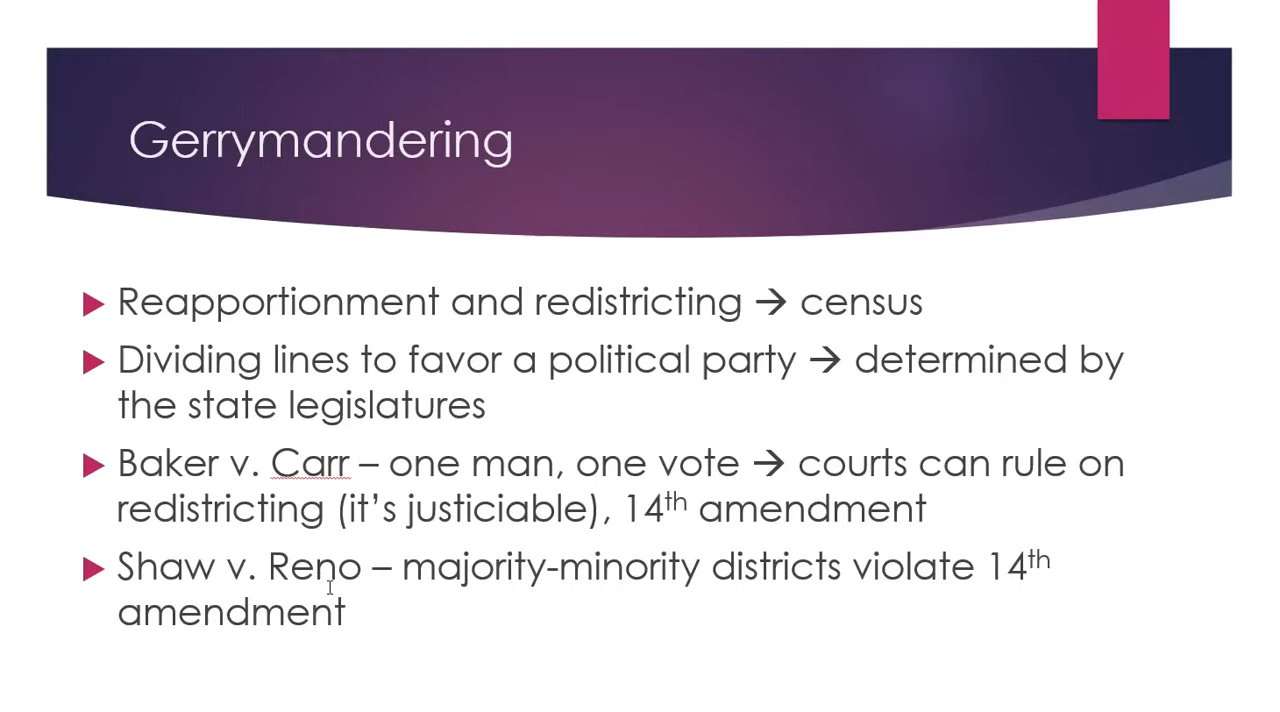 Gerrymandering
Reapportionment and redistricting → census
Dividing lines to favor a political party → determined by
the state legislatures
Baker v. Carr – one man, one vote → courts can rule on
redistricting (it’s justiciable), 14th amendment
Shaw v. Reno – majority-minority districts violate 14th
amendment